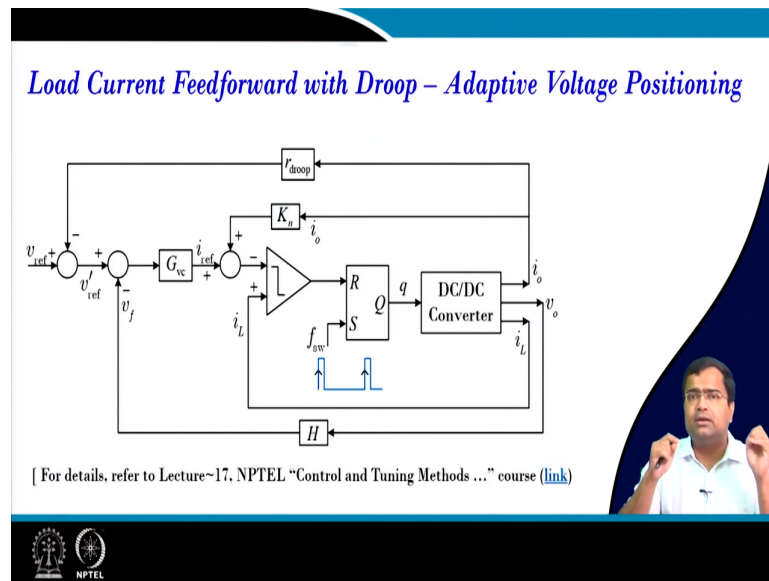 Load Current Feedforward with Droop – Adaptive Voltage Positioning
r_droop
−
K_n
i_o
+
v_ref
+
v′_ref
+
−
v_f
G_vc
i_ref
+
−
+
i_L
R
S
Q
f_sw
q
DC/DC
Converter
i_o
v_o
i_L
H
[ For details, refer to Lecture~17, NPTEL “Control and Tuning Methods …” course (link)
NPTEL